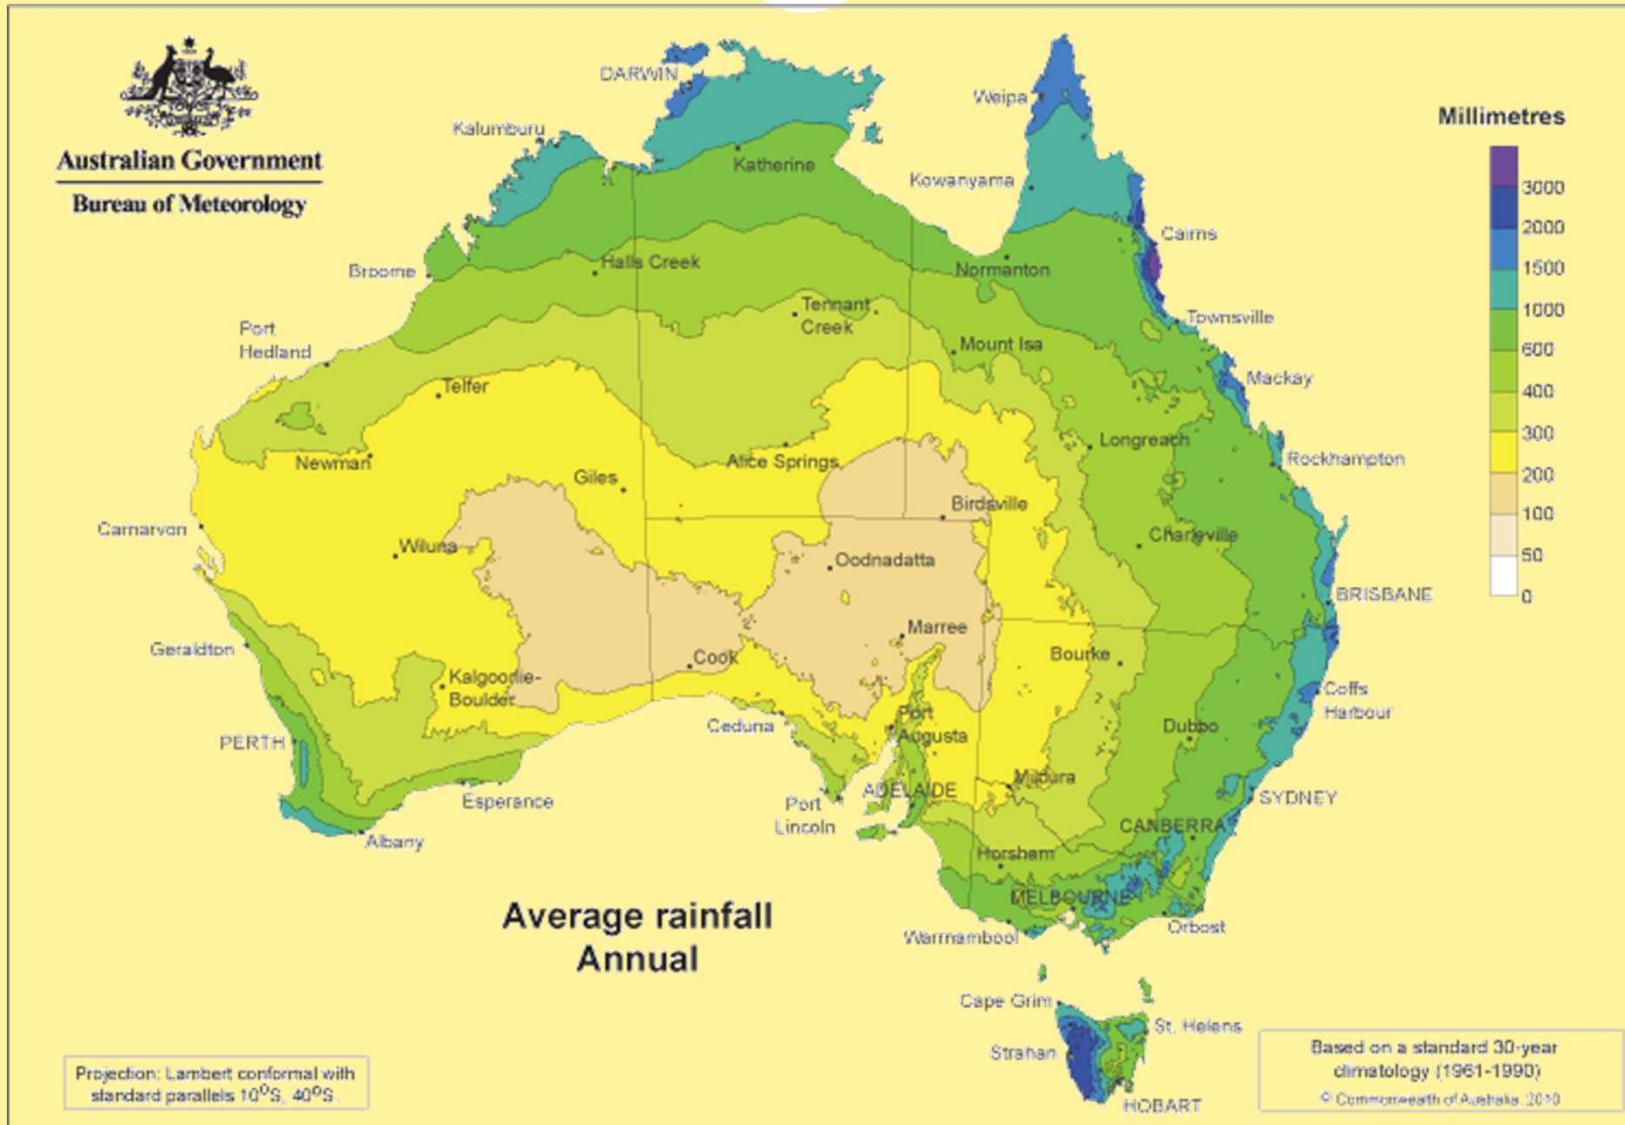 Australian Government
Bureau of Meteorology
Millimetres
3000
2000
1500
1000
600
400
300
200
100
50
0
DARWIN
Weipa
Kalumburu
Katherine
Kowanyama
Cairns
Broome
Halls Creek
Normanton
Tennant
Creek
Townsville
Port
Hedland
Mount Isa
Telfer
Mackay
Longreach
Newman
Alice Springs
Rockhampton
Giles
Birdsville
Carnarvon
Wiluna
Oodnadatta
Charleville
BRISBANE
Geraldton
Marree
Cook
Bourke
Kalgoorlie-
Boulder
Coffs
Harbour
PERTH
Ceduna
Port
Augusta
Dubbo
Esperance
Port
Lincoln
ADELAIDE
Mildura
SYDNEY
Albany
CANBERRA
Horsham
MELBOURNE
Warrnambool
Orbost
Average rainfall
Annual
Cape Grim
St. Helens
Strahan
HOBART
Projection: Lambert conformal with
standard parallels 10⁰S, 40⁰S.
Based on a standard 30-year
climatology (1961-1990)
© Commonwealth of Australia, 2010